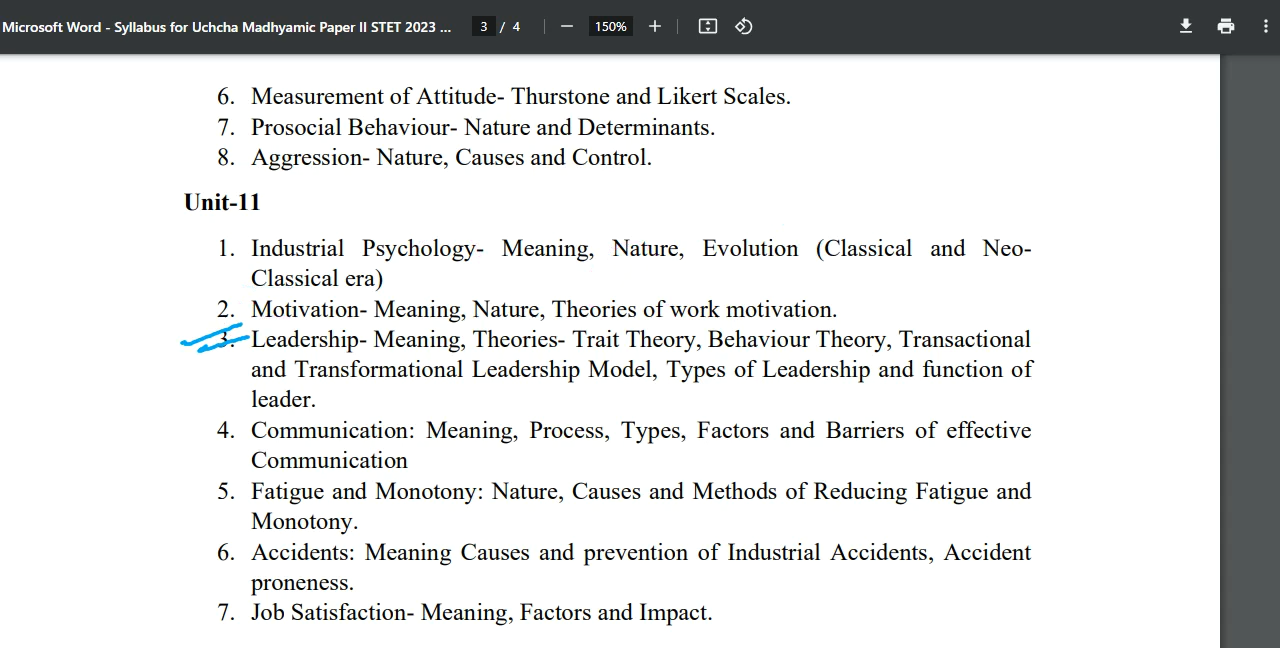 Microsoft Word - Syllabus for Uchcha Madhyamic Paper II STET 2023 ... 3 / 4 150%
6. Measurement of Attitude- Thurstone and Likert Scales.
7. Prosocial Behaviour- Nature and Determinants.
8. Aggression- Nature, Causes and Control.
Unit-11
1. Industrial Psychology- Meaning, Nature, Evolution (Classical and Neo-
Classical era)
2. Motivation- Meaning, Nature, Theories of work motivation.
3. Leadership- Meaning, Theories- Trait Theory, Behaviour Theory, Transactional
and Transformational Leadership Model, Types of Leadership and function of
leader.
4. Communication: Meaning, Process, Types, Factors and Barriers of effective
Communication
5. Fatigue and Monotony: Nature, Causes and Methods of Reducing Fatigue and
Monotony.
6. Accidents: Meaning Causes and prevention of Industrial Accidents, Accident
proneness.
7. Job Satisfaction- Meaning, Factors and Impact.